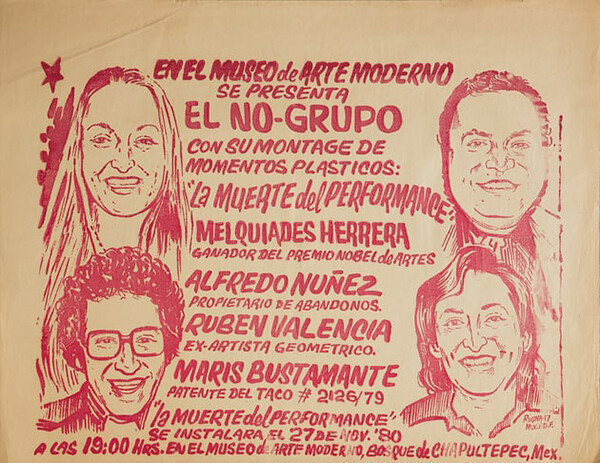 EN EL MUSEO de ARTE MODERNO
SE PRESENTA
EL NO-GRUPO
CON SU MONTAGE DE
MOMENTOS PLASTICOS:
"la MUERTE del PERFORMANCE"
MELQUIADES HERRERA
GANADOR DEL PREMIO NOBEL de ARTES
ALFREDO NUÑEZ
PROPIETARIO DE ABANDONOS.
RUBEN VALENCIA
EX-ARTISTA GEOMETRICO.
MARIS BUSTAMANTE
PATENTE DEL TACO # 2126/79
"la MUERTE del PERFORMANCE"
SE INSTALARA EL 27 DE NOV. '80
A LAS 19:00 HRS. EN EL MUSEO de ARTE MODERNO, BOSQUE de CHAPULTEPEC, Mex.